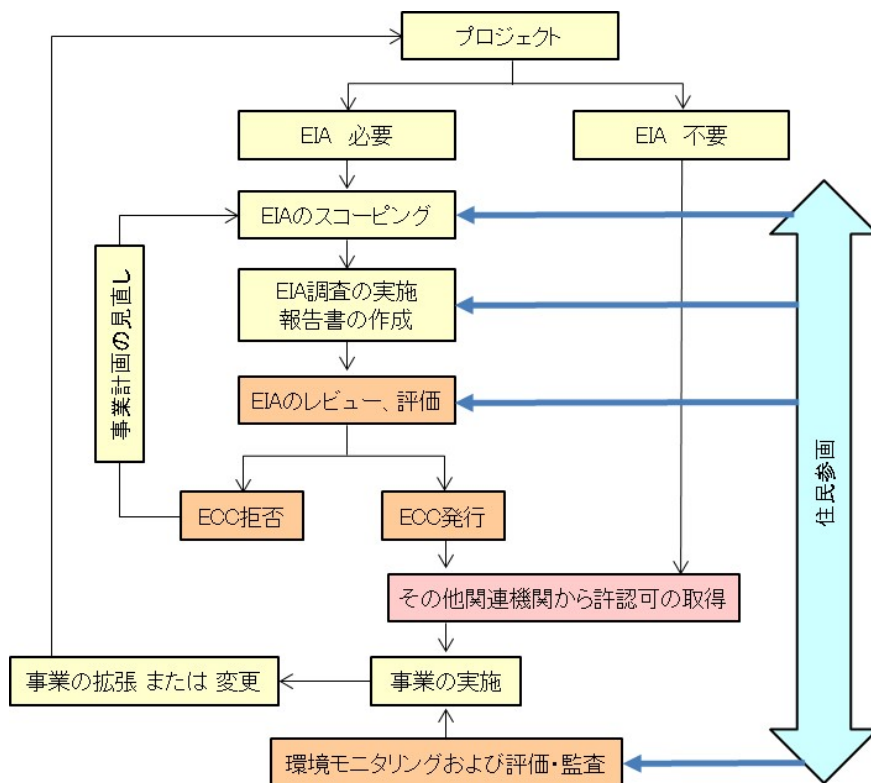 プロジェクト
EIA 必要
EIA 不要
EIAのスコーピング
EIA調査の実施
報告書の作成
事業計画の見直し
EIAのレビュー、評価
住民参画
ECC拒否
ECC発行
その他関連機関から許認可の取得
事業の拡張 または 変更
事業の実施
環境モニタリングおよび評価・監査